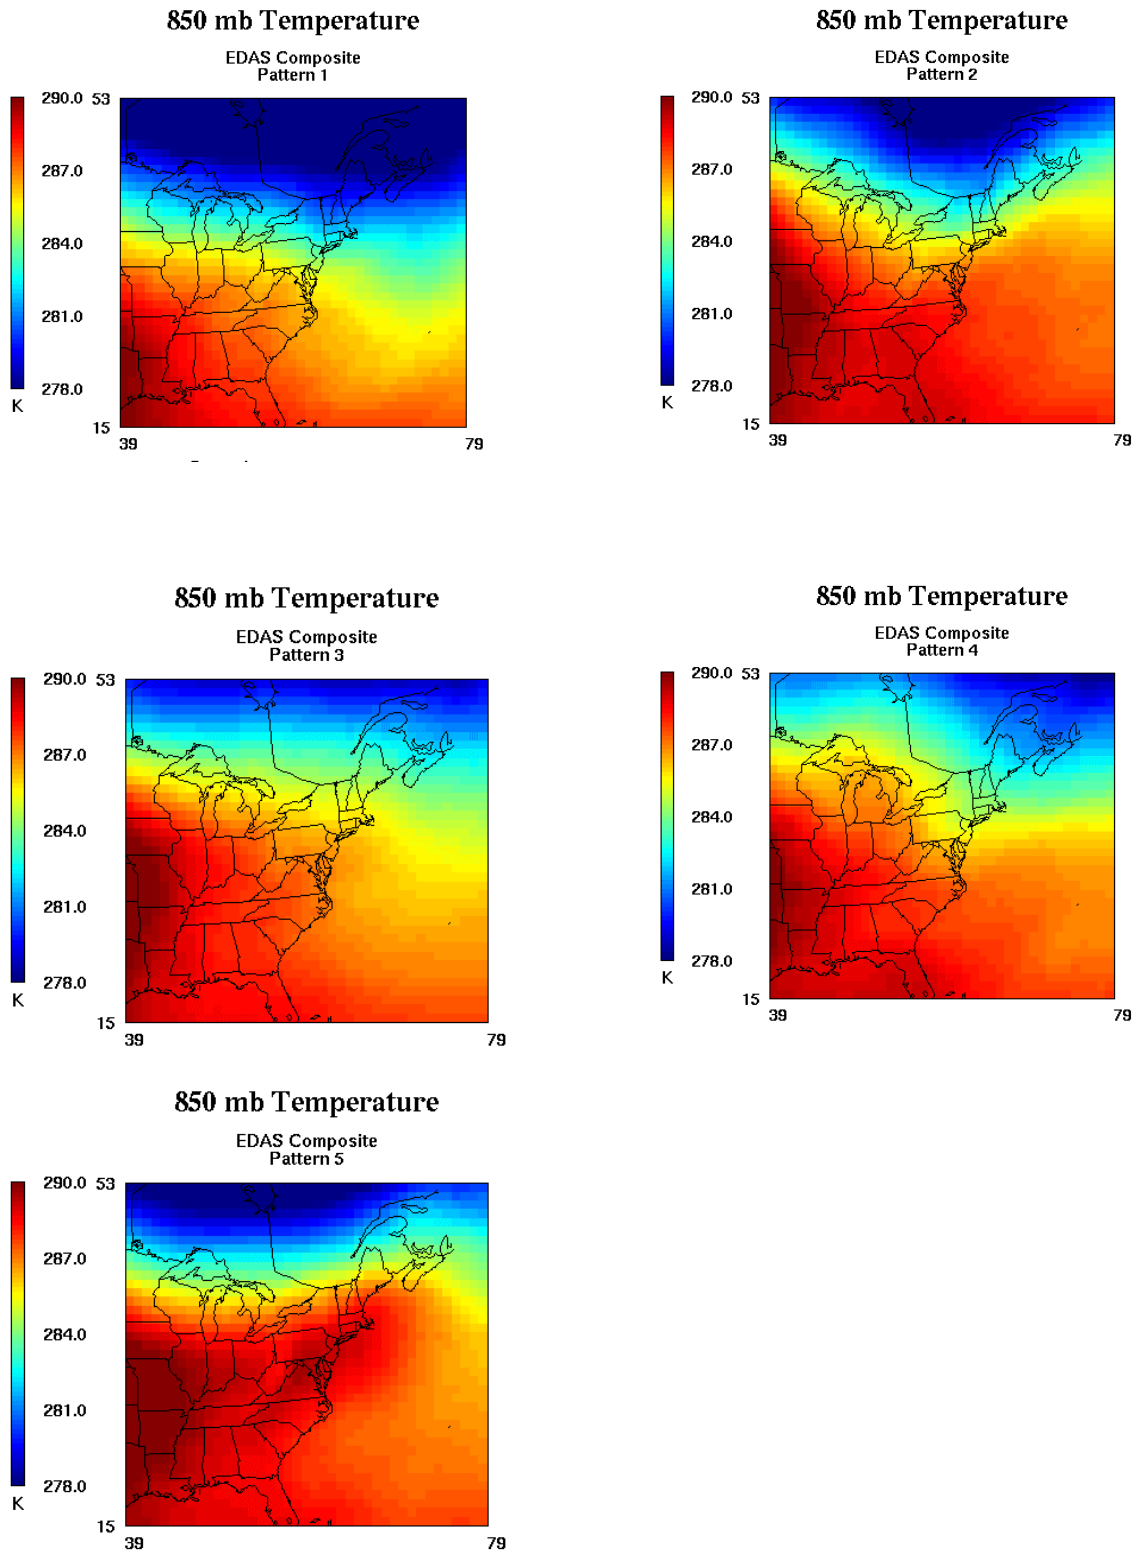 850 mb Temperature
EDAS Composite
Pattern 1
290.0
287.0
284.0
281.0
278.0
K
53
15
39
79
850 mb Temperature
EDAS Composite
Pattern 2
290.0
287.0
284.0
281.0
278.0
K
53
15
39
79
850 mb Temperature
EDAS Composite
Pattern 3
290.0
287.0
284.0
281.0
278.0
K
53
15
39
79
850 mb Temperature
EDAS Composite
Pattern 4
290.0
287.0
284.0
281.0
278.0
K
53
15
39
79
850 mb Temperature
EDAS Composite
Pattern 5
290.0
287.0
284.0
281.0
278.0
K
53
15
39
79